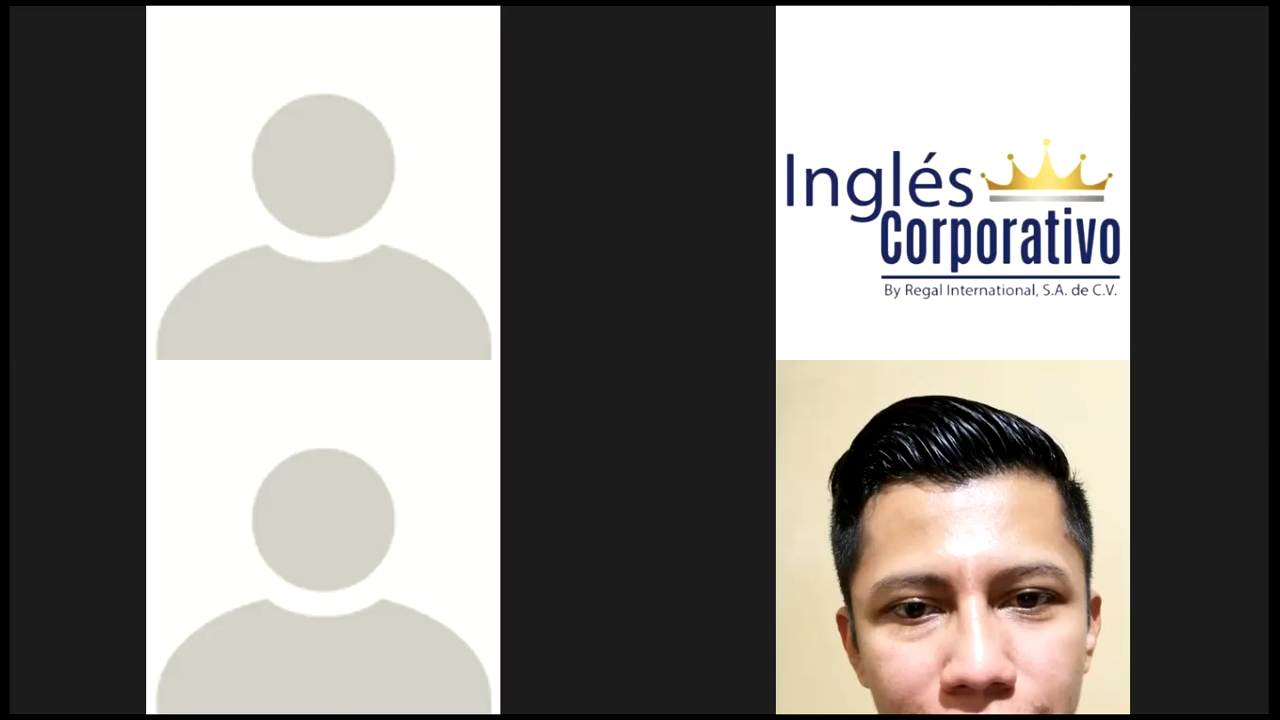 Inglés
Corporativo
By Regal International, S.A. de C.V.